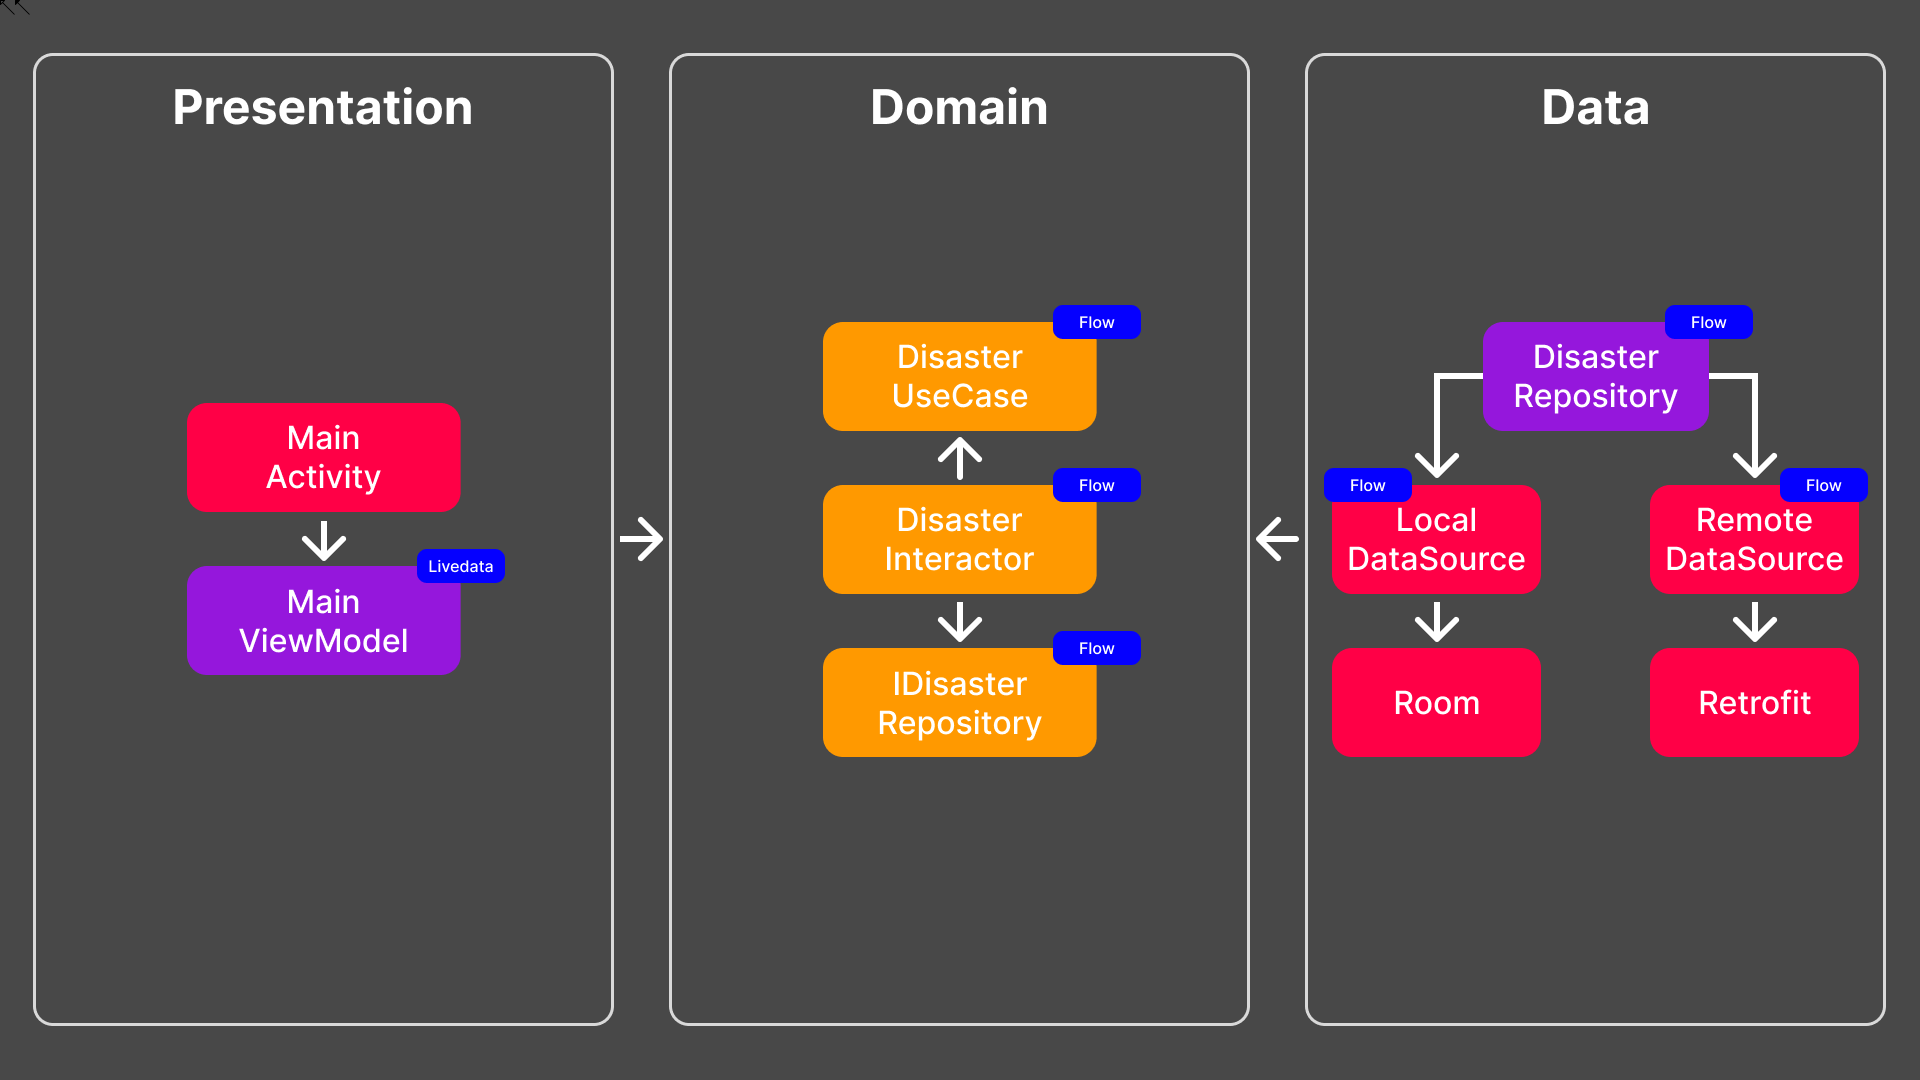 Presentation
Main
Activity
Livedata
Main
ViewModel
Domain
Flow
Disaster
UseCase
Flow
Disaster
Interactor
Flow
IDisaster
Repository
Data
Flow
Disaster
Repository
Flow
Local
DataSource
Flow
Remote
DataSource
Room
Retrofit